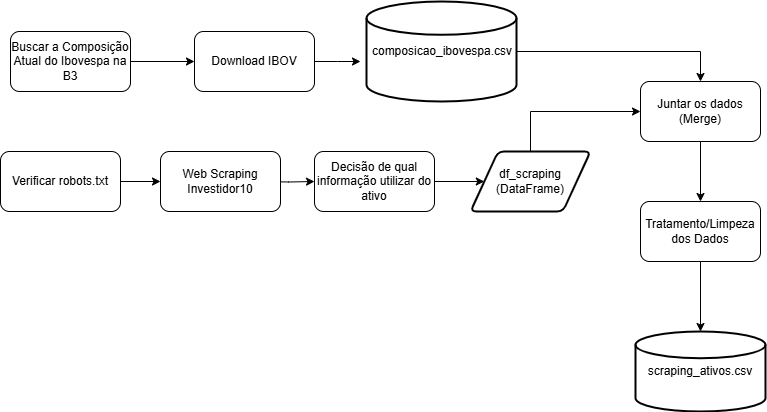 Buscar a Composição
Atual do Ibovespa na
B3
Download IBOV
composicao_ibovespa.csv
Juntar os dados
(Merge)
Verificar robots.txt
Web Scraping
Investidor10
Decisão de qual
informação utilizar do
ativo
df_scraping
(DataFrame)
Tratamento/Limpeza
dos Dados
scraping_ativos.csv